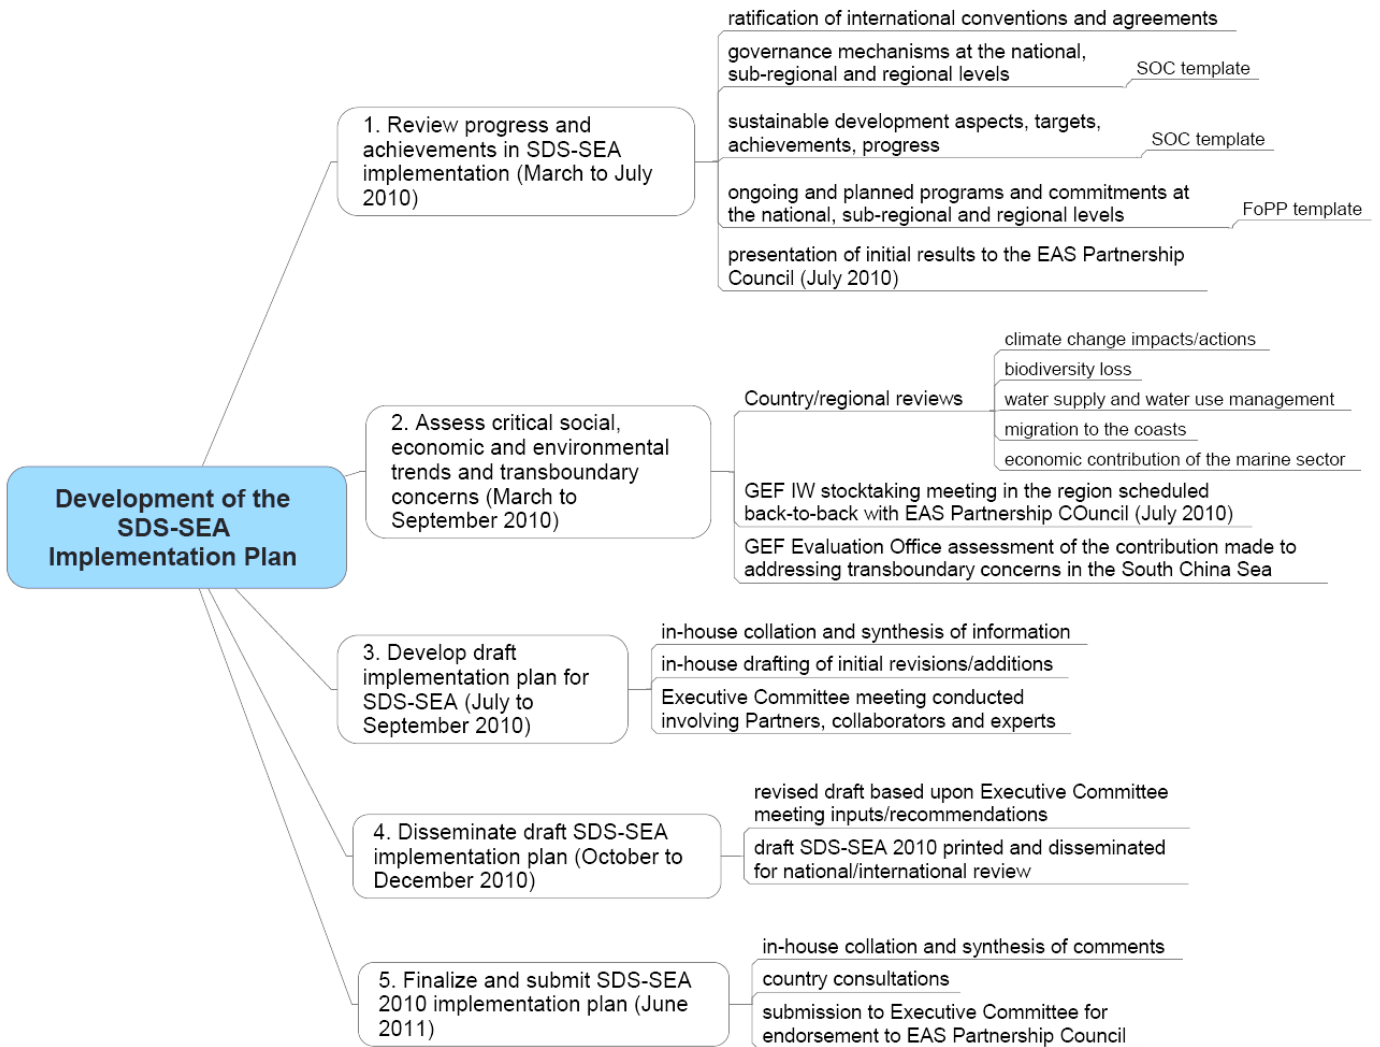 Development of the
SDS-SEA
Implementation Plan
1. Review progress and
achievements in SDS-SEA
implementation (March to July
2010)
ratification of international conventions and agreements
governance mechanisms at the national,
sub-regional and regional levels
SOC template
sustainable development aspects, targets,
achievements, progress
SOC template
ongoing and planned programs and commitments at
the national, sub-regional and regional levels
FoPP template
presentation of initial results to the EAS Partnership
Council (July 2010)
2. Assess critical social,
economic and environmental
trends and transboundary
concerns (March to
September 2010)
Country/regional reviews
climate change impacts/actions
biodiversity loss
water supply and water use management
migration to the coasts
economic contribution of the marine sector
GEF IW stocktaking meeting in the region scheduled
back-to-back with EAS Partnership COuncil (July 2010)
GEF Evaluation Office assessment of the contribution made to
addressing transboundary concerns in the South China Sea
3. Develop draft
implementation plan for
SDS-SEA (July to
September 2010)
in-house collation and synthesis of information
in-house drafting of initial revisions/additions
Executive Committee meeting conducted
involving Partners, collaborators and experts
4. Disseminate draft SDS-SEA
implementation plan (October to
December 2010)
revised draft based upon Executive Committee
meeting inputs/recommendations
draft SDS-SEA 2010 printed and disseminated
for national/international review
5. Finalize and submit SDS-SEA
2010 implementation plan (June
2011)
in-house collation and synthesis of comments
country consultations
submission to Executive Committee for
endorsement to EAS Partnership Council